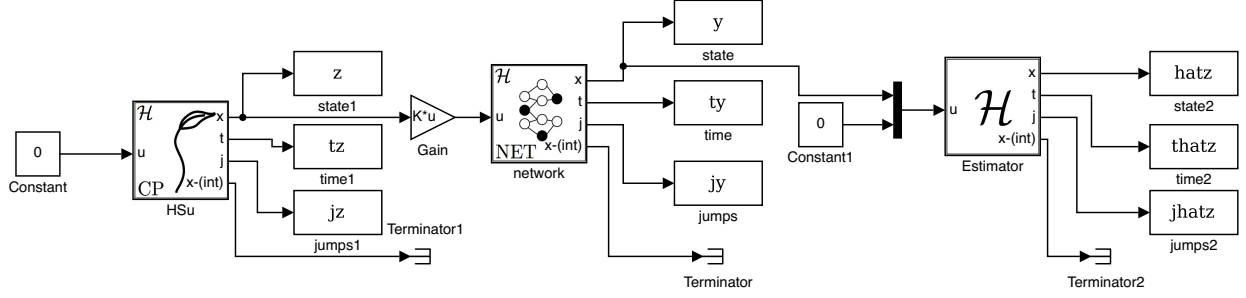 0
Constant
ℋ
u
x
t
j
x-(int)
CP
HSu
z
state1
tz
time1
jz
jumps1
Terminator1
K*u
Gain
ℋ
u
x
t
j
x-(int)
NET
network
y
state
ty
time
jy
jumps
Terminator
0
Constant1
u
ℋ
x
t
j
x-(int)
Estimator
hatz
state2
thatz
time2
jhatz
jumps2
Terminator2